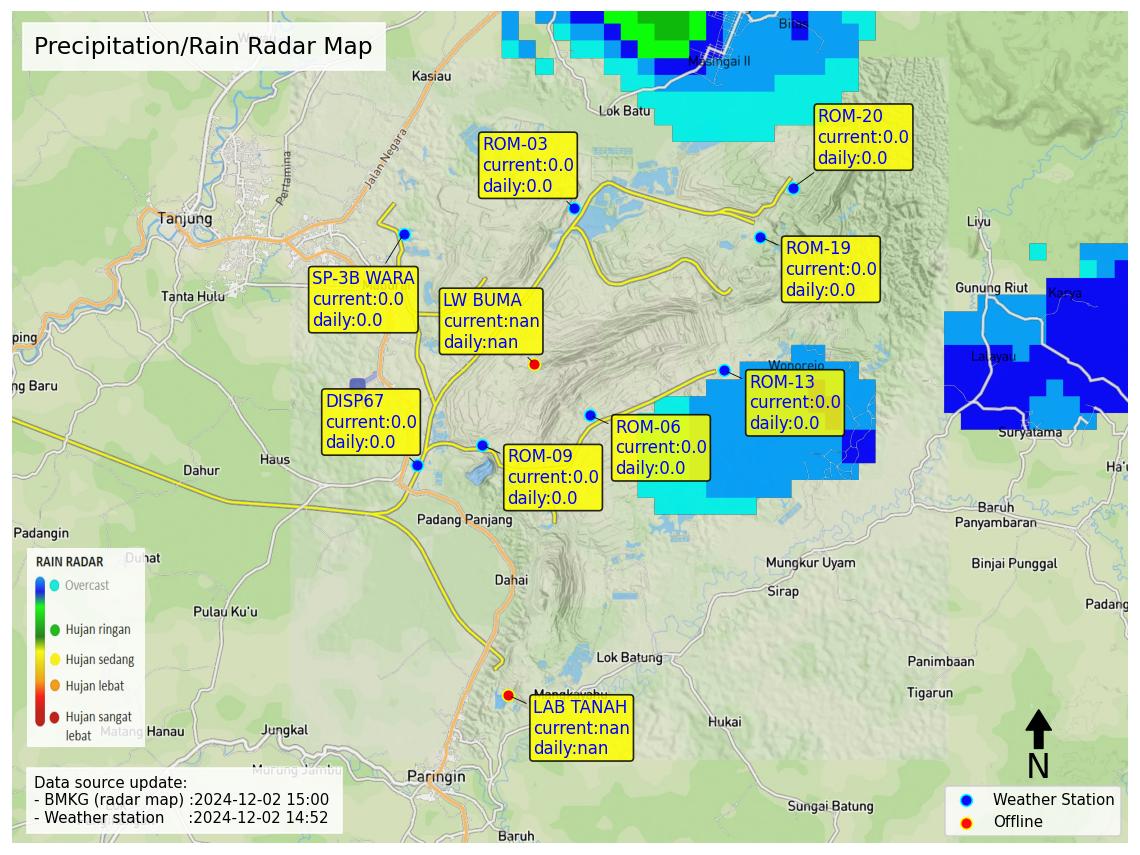 Precipitation/Rain Radar Map
Binas
Masingai II
Kasiau
Lok Batu
Jalan Negara
Pertamina
ROM-20
current:0.0
daily:0.0
ROM-03
current:0.0
daily:0.0
Tanjung
Liyu
ROM-19
current:0.0
daily:0.0
SP-3B WARA
current:0.0
daily:0.0
Tanta Hulu
LW BUMA
current:nan
daily:nan
Gunung Riut
Karya
ping
Lalayau
Wonorejo
ng Baru
ROM-13
current:0.0
daily:0.0
DISP67
current:0.0
daily:0.0
ROM-06
current:0.0
daily:0.0
Suryatama
ROM-09
current:0.0
daily:0.0
Haus
Dahur
Ha'u
Padang Panjang
Baruh
Panyambaran
Padangin
Duhat
RAIN RADAR
Overcast
Hujan ringan
Hujan sedang
Hujan lebat
Hujan sangat
lebat
Mungkur Uyam
Binjai Punggal
Dahai
Sirap
Padang
Pulau Ku'u
Lok Batung
Panimbaan
Tigarun
Mangkayahu
LAB TANAH
current:nan
daily:nan
Hukai
Matang Hanau
Jungkal
Murung Jambu
Paringin
N
Data source update:
- BMKG (radar map) :2024-12-02 15:00
- Weather station :2024-12-02 14:52
Weather Station
Offline
Sungai Batung
Baruh